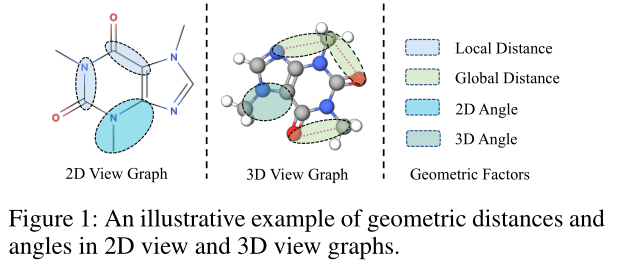 O
N
N
O
N
N
Local Distance
Global Distance
2D Angle
3D Angle
2D View Graph
3D View Graph
Geometric Factors
Figure 1: An illustrative example of geometric distances and
angles in 2D view and 3D view graphs.